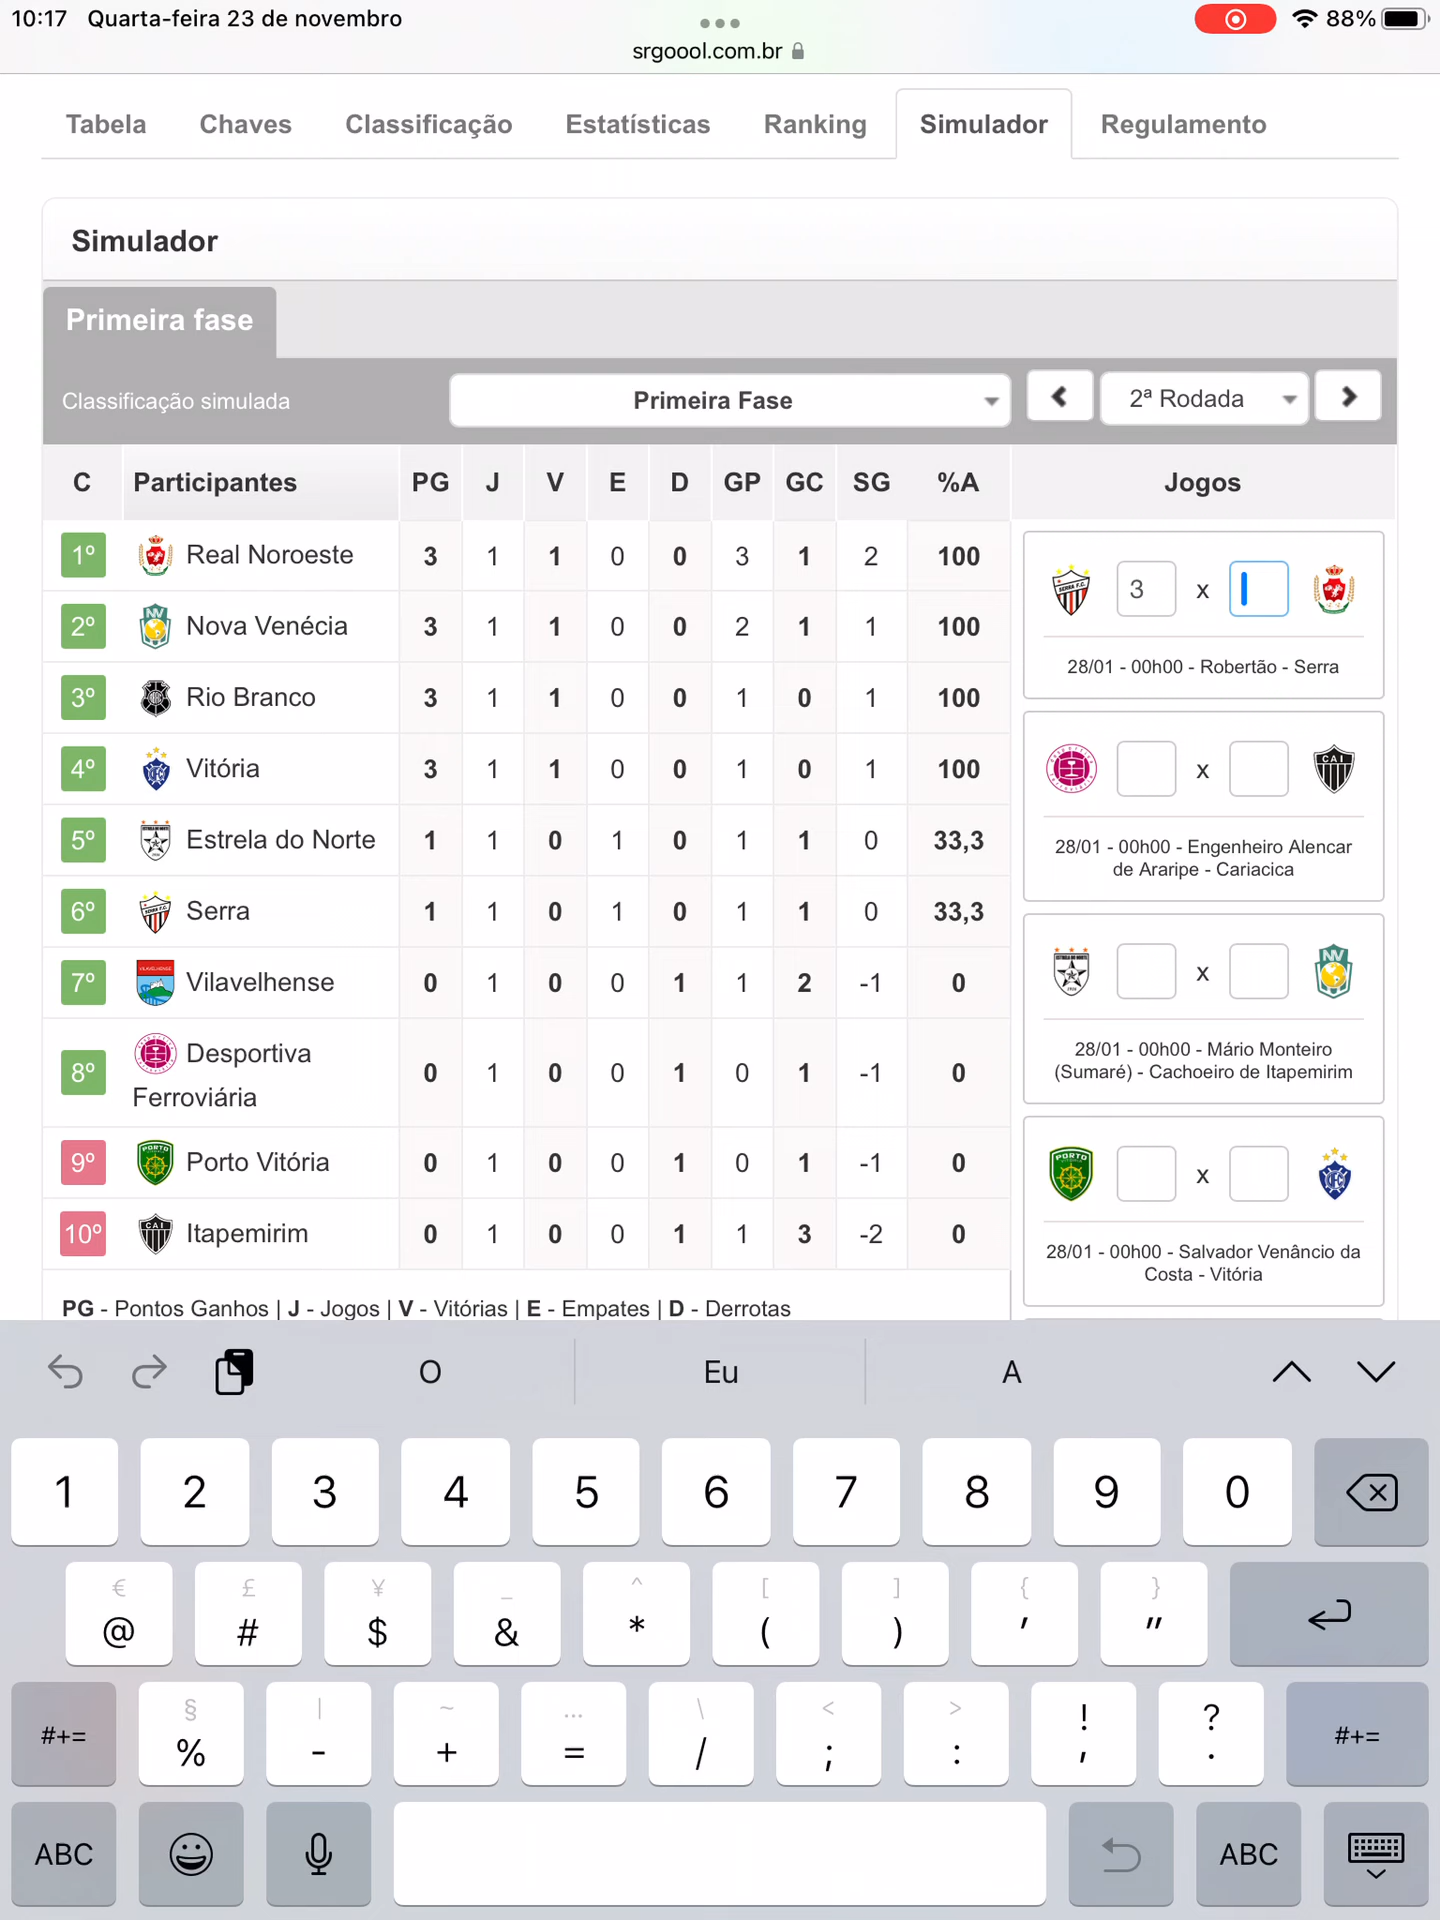 10:17 Quarta-feira 23 de novembro
88%
srgoool.com.br
Tabela Chaves Classificação Estatísticas Ranking Simulador Regulamento
Simulador
Primeira fase
Classificação simulada Primeira Fase 2ª Rodada
C Participantes PG J V E D GP GC SG %A Jogos
1º Real Noroeste 3 1 1 0 0 3 1 2 100
2º Nova Venécia 3 1 1 0 0 2 1 1 100
3º Rio Branco 3 1 1 0 0 1 0 1 100
4º Vitória 3 1 1 0 0 1 0 1 100
5º Estrela do Norte 1 1 0 1 0 1 1 0 33,3
6º Serra 1 1 0 1 0 1 1 0 33,3
7º Vilavelhense 0 1 0 0 1 1 2 -1 0
8º Desportiva Ferroviária 0 1 0 0 1 0 1 -1 0
9º Porto Vitória 0 1 0 0 1 0 1 -1 0
10º Itapemirim 0 1 0 0 1 1 3 -2 0
PG - Pontos Ganhos | J - Jogos | V - Vitórias | E - Empates | D - Derrotas
SERRA F.C. 3 x
28/01 - 00h00 - Robertão - Serra
x CAI
28/01 - 00h00 - Engenheiro Alencar
de Araripe - Cariacica
x NV
28/01 - 00h00 - Mário Monteiro
(Sumaré) - Cachoeiro de Itapemirim
PORTO x
28/01 - 00h00 - Salvador Venâncio da
Costa - Vitória
O Eu A
1 2 3 4 5 6 7 8 9 0
€ £ ¥ _ ^ [ ] { }
@ # $ & * ( ) ' "
§ | ~ … \ < > ! ?
#+= % - + = / ; : , . #+=
ABC ABC